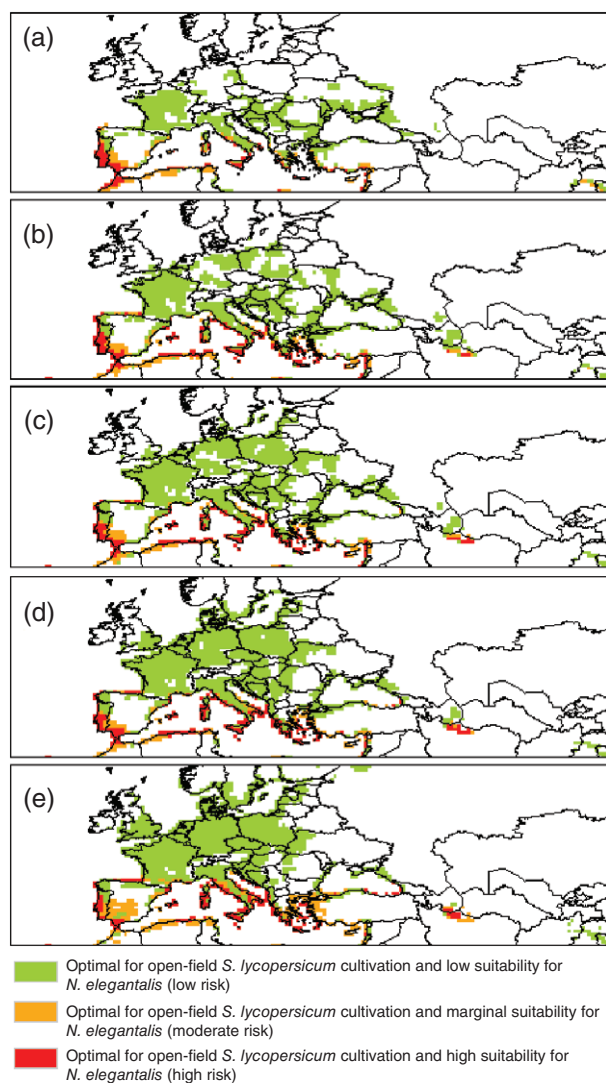 (a)
(b)
(c)
(d)
(e)
Optimal for open-field S. lycopersicum cultivation and low suitability for
N. elegantalis (low risk)
Optimal for open-field S. lycopersicum cultivation and marginal suitability for
N. elegantalis (moderate risk)
Optimal for open-field S. lycopersicum cultivation and high suitability for
N. elegantalis (high risk)